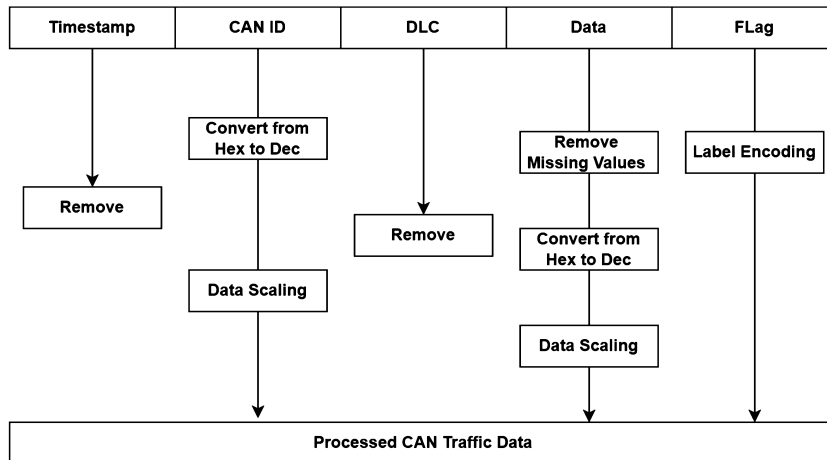 Timestamp
CAN ID
DLC
Data
FLag
Convert from
Hex to Dec
Remove
Missing Values
Label Encoding
Remove
Remove
Convert from
Hex to Dec
Data Scaling
Data Scaling
Processed CAN Traffic Data